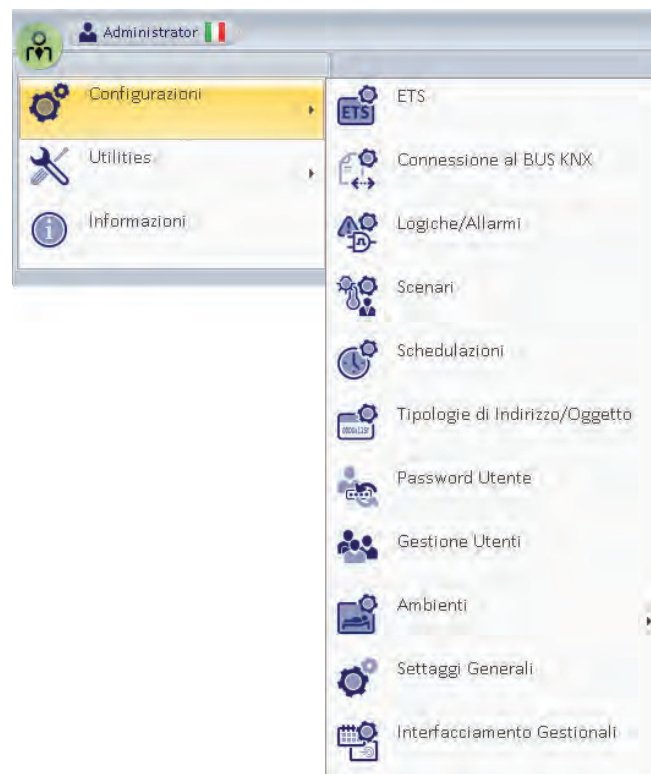 Administrator
Configurazioni
Utilities
Informazioni
ETS
ETS
Connessione al BUS KNX
Logiche/Allarmi
Scenari
Schedulazioni
Tipologie di Indirizzo/Oggetto
Password Utente
Gestione Utenti
Ambienti
Settaggi Generali
Interfacciamento Gestionali